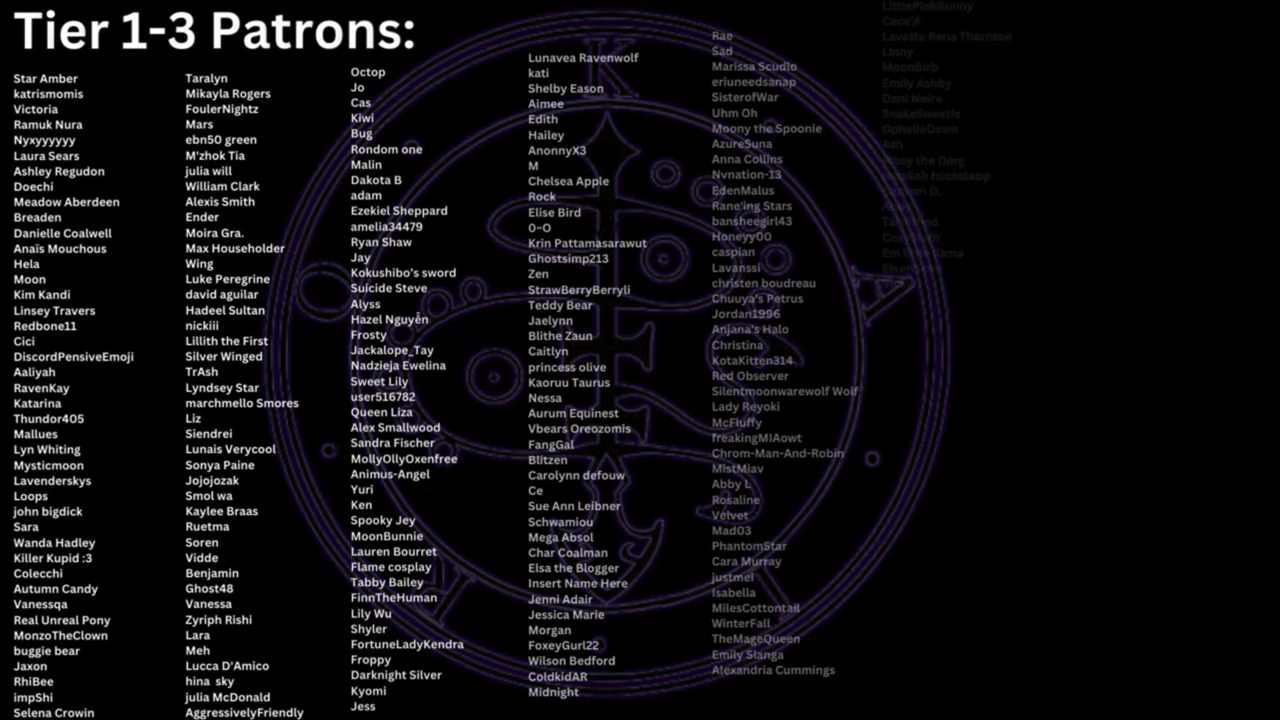 Tier 1-3 Patrons:
Star Amber
katrismomis
Victoria
Ramuk Nura
Nyxyyyyyy
Laura Sears
Ashley Regudon
Doechi
Meadow Aberdeen
Breaden
Danielle Coalwell
Anaïs Mouchous
Hela
Moon
Kim Kandi
Linsey Travers
Redbone11
Cici
DiscordPensiveEmoji
Aaliyah
RavenKay
Katarina
Thundor405
Mallues
Lyn Whiting
Mysticmoon
Lavenderskys
Loops
john bigdick
Sara
Wanda Hadley
Killer Kupid :3
Colecchi
Autumn Candy
Vanessqa
Real Unreal Pony
MonzoTheClown
buggie bear
Jaxon
RhiBee
impShi
Selena Crowin
Taralyn
Mikayla Rogers
FoulerNightz
Mars
ebn50 green
M'zhok Tia
julia will
William Clark
Alexis Smith
Ender
Moira Gra.
Max Householder
Wing
Luke Peregrine
david aguilar
Hadeel Sultan
nickiii
Lillith the First
Silver Winged
TrAsh
Lyndsey Star
marchmello Smores
Liz
Siendrei
Lunais Verycool
Sonya Paine
Jojojozak
Smol wa
Kaylee Braas
Ruetma
Soren
Vidde
Benjamin
Ghost48
Vanessa
Zyriph Rishi
Lara
Meh
Lucca D'Amico
hina sky
julia McDonald
AggressivelyFriendly
Octop
Jo
Cas
Kiwi
Bug
Rondom one
Malin
Dakota B
adam
Ezekiel Sheppard
amelia34479
Ryan Shaw
Jay
Kokushibo's sword
Suicide Steve
Alyss
Hazel Nguyễn
Frosty
Jackalope_Tay
Nadzieja Ewelina
Sweet Lily
user516782
Queen Liza
Alex Smallwood
Sandra Fischer
MollyOllyOxenfree
Animus-Angel
Yuri
Ken
Spooky Jey
MoonBunnie
Lauren Bourret
Flame cosplay
Tabby Bailey
FinnTheHuman
Lily Wu
Shyler
FortuneLadyKendra
Froppy
Darknight Silver
Kyomi
Jess
Lunavea Ravenwolf
kati
Shelby Eason
Aimee
Edith
Hailey
AnonnyX3
M
Chelsea Apple
Rock
Elise Bird
0-O
Krin Pattamasarawut
Ghostsimp213
Zen
StrawBerryBerryli
Teddy Bear
Jaelynn
Blithe Zaun
Caitlyn
princess olive
Kaoruu Taurus
Nessa
Aurum Equinest
Vbears Oreozomis
FangGal
Blitzen
Carolynn defouw
Ce
Sue Ann Leibner
Schwamiou
Mega Absol
Char Coalman
Elsa the Blogger
Insert Name Here
Jenni Adair
Jessica Marie
Morgan
FoxeyGurl22
Wilson Bedford
ColdkidAR
Midnight
Rae
Sad
Marissa Scudlo
eriuneedsanap
SisterofWar
Uhm Oh
Moony the Spoonie
AzureSuna
Anna Collins
Nvnation-13
EdenMalus
Rane'ing Stars
bansheegirl43
Honeyy00
caspian
Lavanssi
christen boudreau
Chuuya's Petrus
Jordan1996
Anjana's Halo
Christina
KotaKitten314
Red Observer
Silentmoonwarewolf Wolf
Lady Reyoki
McFluffy
freakingMIAowt
Chrom-Man-And-Robin
MistMiav
Abby L
Rosaline
Velvet
Mad03
PhantomStar
Cara Murray
justmei
Isabella
MilesCottontail
WinterFall
TheMageQueen
Emily Slanga
Alexandria Cummings
LittlePinkBunny
Lavette Rena Thornton
Linny
MoonBirb
Emily Ashby
Dani Noire
SnakeSweetie
OpheliaDawn
Ash
the Derg
huckstepp
D.